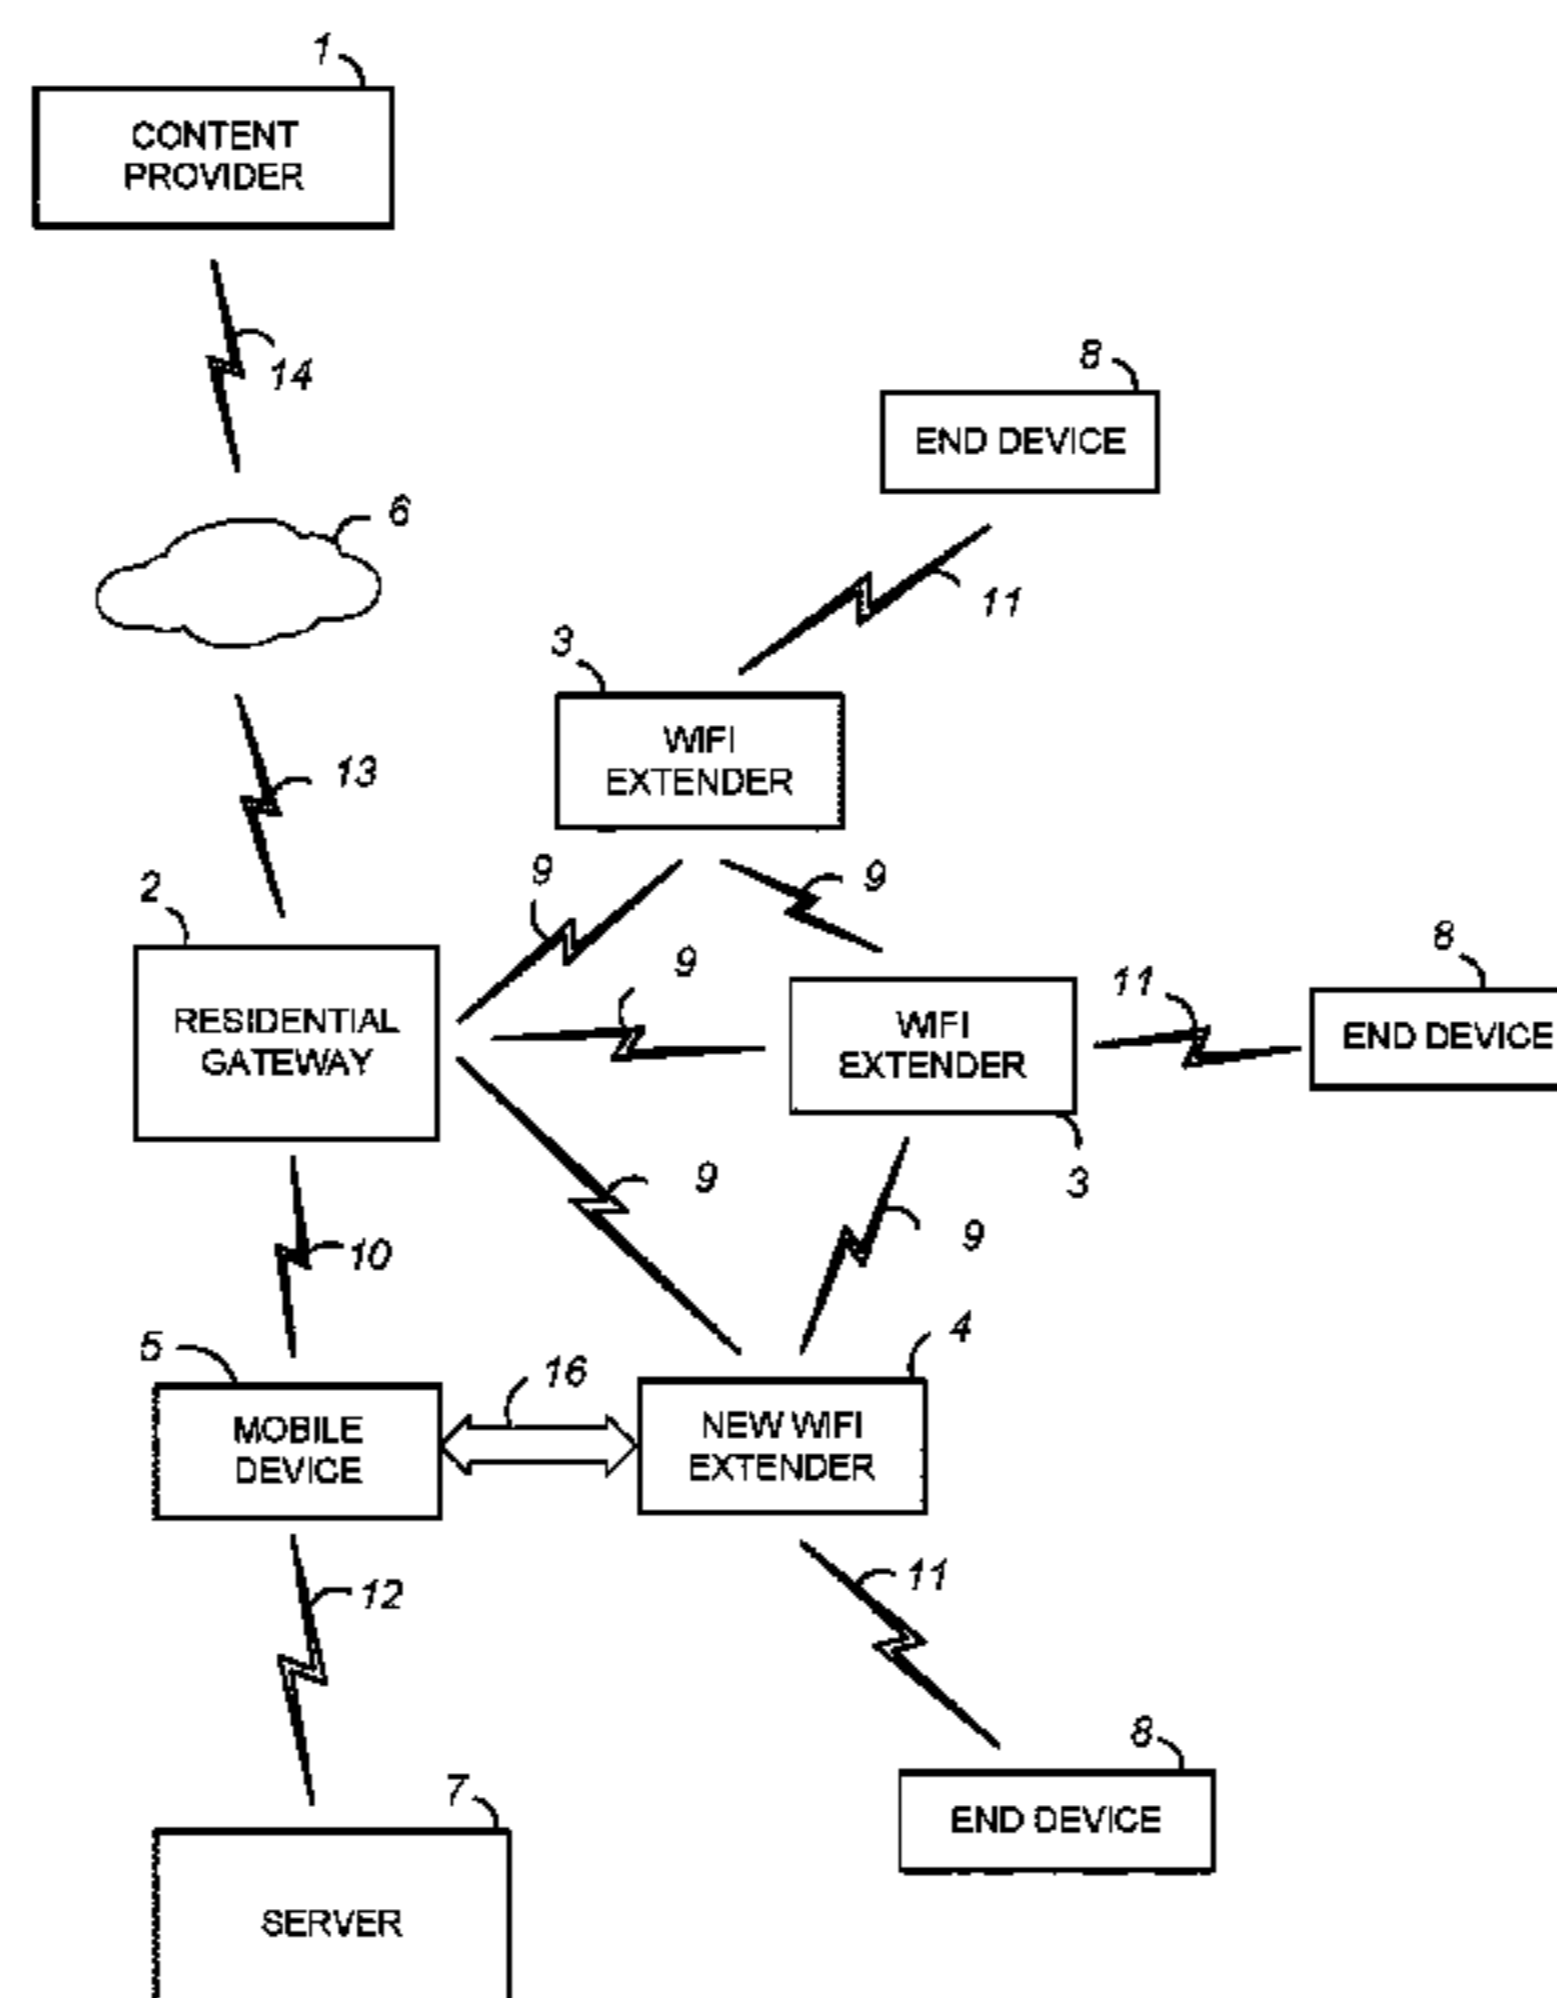 1
CONTENT
PROVIDER
14
8
END DEVICE
6
11
3
WIFI
EXTENDER
13
9
9
2
9
8
11
RESIDENTIAL
GATEWAY
WIFI
EXTENDER
END DEVICE
3
9
9
10
4
5
16
MOBILE
DEVICE
NEW WIFI
EXTENDER
12
11
8
7
END DEVICE
SERVER